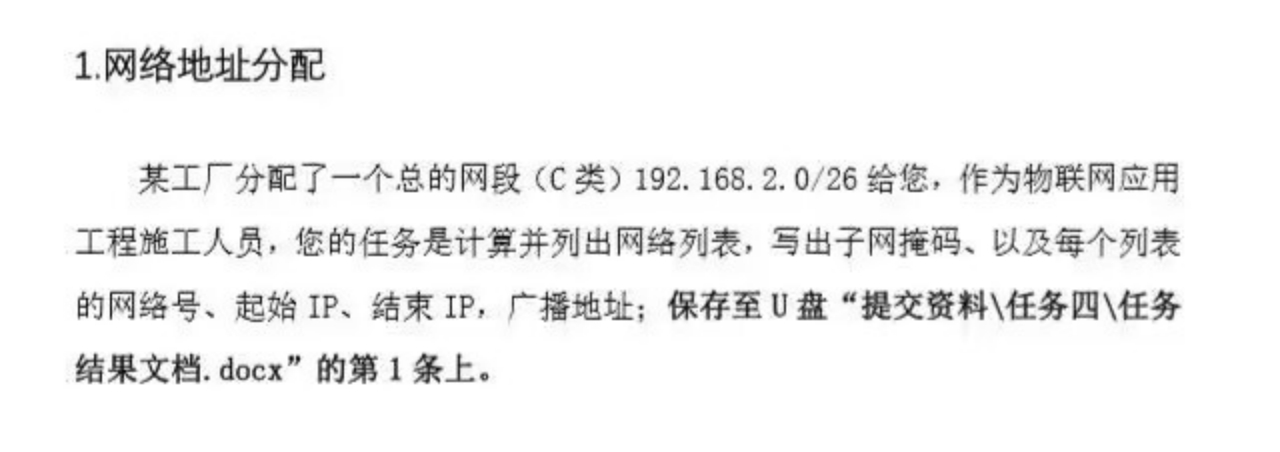 1.网络地址分配
某工厂分配了一个总的网段（C 类）192.168.2.0/26 给您，作为物联网应用
工程施工人员，您的任务是计算并列出网络列表，写出子网掩码、以及每个列表
的网络号、起始 IP、结束 IP，广播地址；保存至 U 盘“提交资料\任务四\任务
结果文档.docx”的第 1 条上。